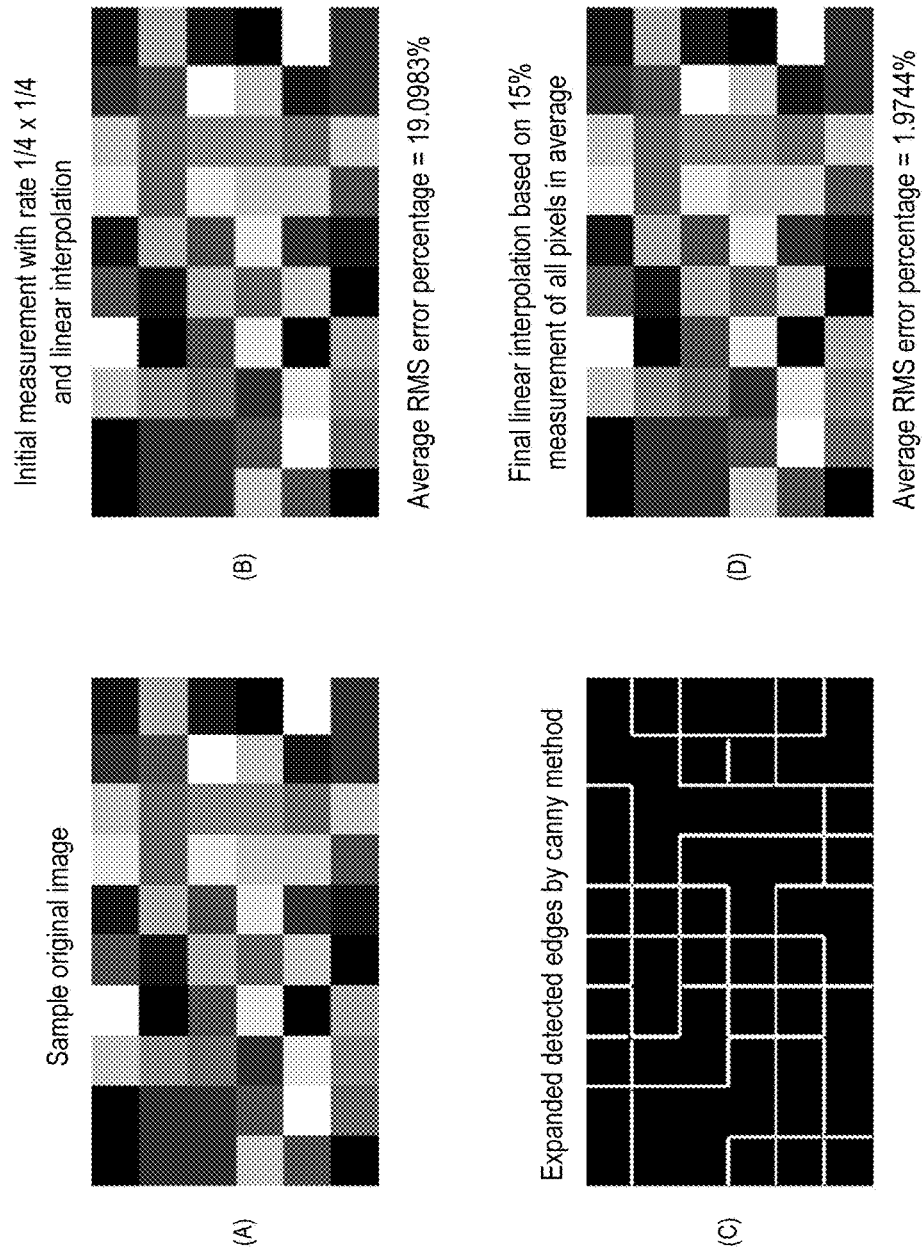 Sample original image
(A)
Initial measurement with rate 1/4 x 1/4
and linear interpolation
(B)
Average RMS error percentage = 19.0983%
Expanded detected edges by canny method
(C)
Final linear interpolation based on 15%
measurement of all pixels in average
(D)
Average RMS error percentage = 1.9744%